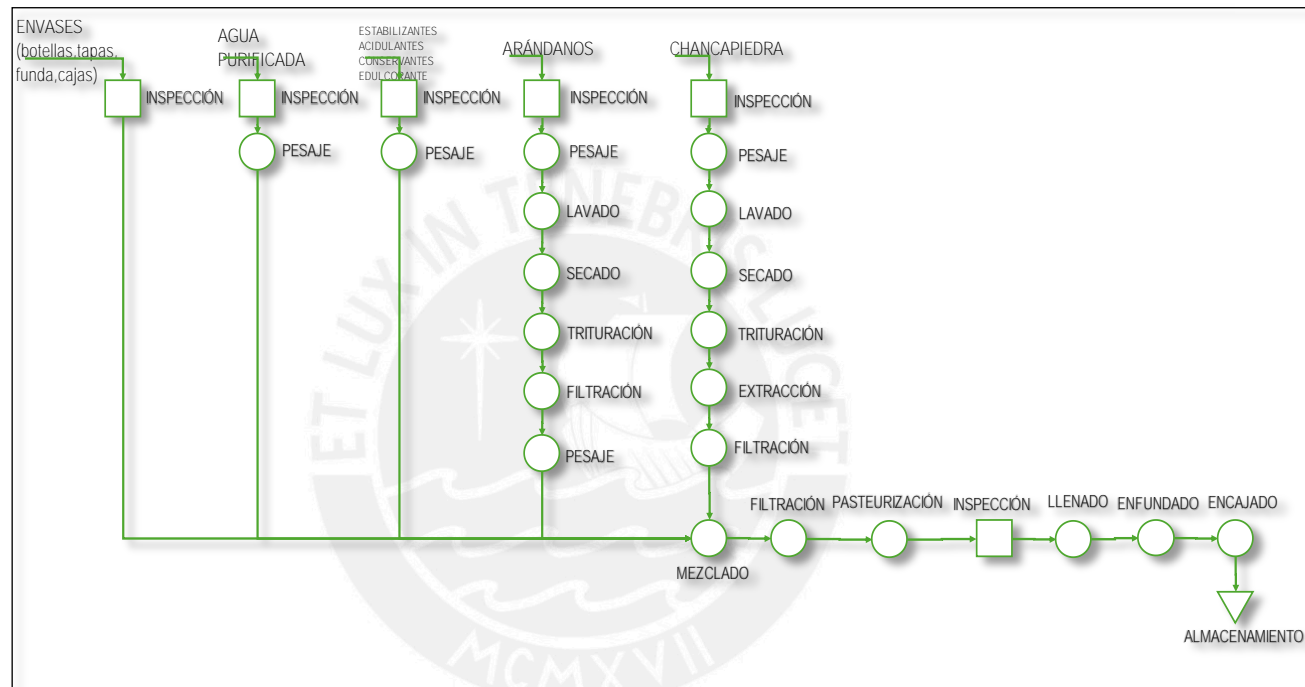 ENVASES
(botellas,tapas,
funda,cajas)
AGUA
PURIFICADA
ESTABILIZANTES
ACIDULANTES
CONSERVANTES
EDULCORANTE
ARÁNDANOS
CHANCAPIEDRA
INSPECCIÓN
INSPECCIÓN
INSPECCIÓN
INSPECCIÓN
INSPECCIÓN
PESAJE
PESAJE
PESAJE
PESAJE
LAVADO
LAVADO
SECADO
SECADO
TRITURACIÓN
TRITURACIÓN
FILTRACIÓN
EXTRACCIÓN
PESAJE
FILTRACIÓN
FILTRACIÓN
PASTEURIZACIÓN
INSPECCIÓN
LLENADO
ENFUNDADO
ENCAJADO
MEZCLADO
ALMACENAMIENTO
ET LUX IN TENEBRIS LUCET
MCMXVII